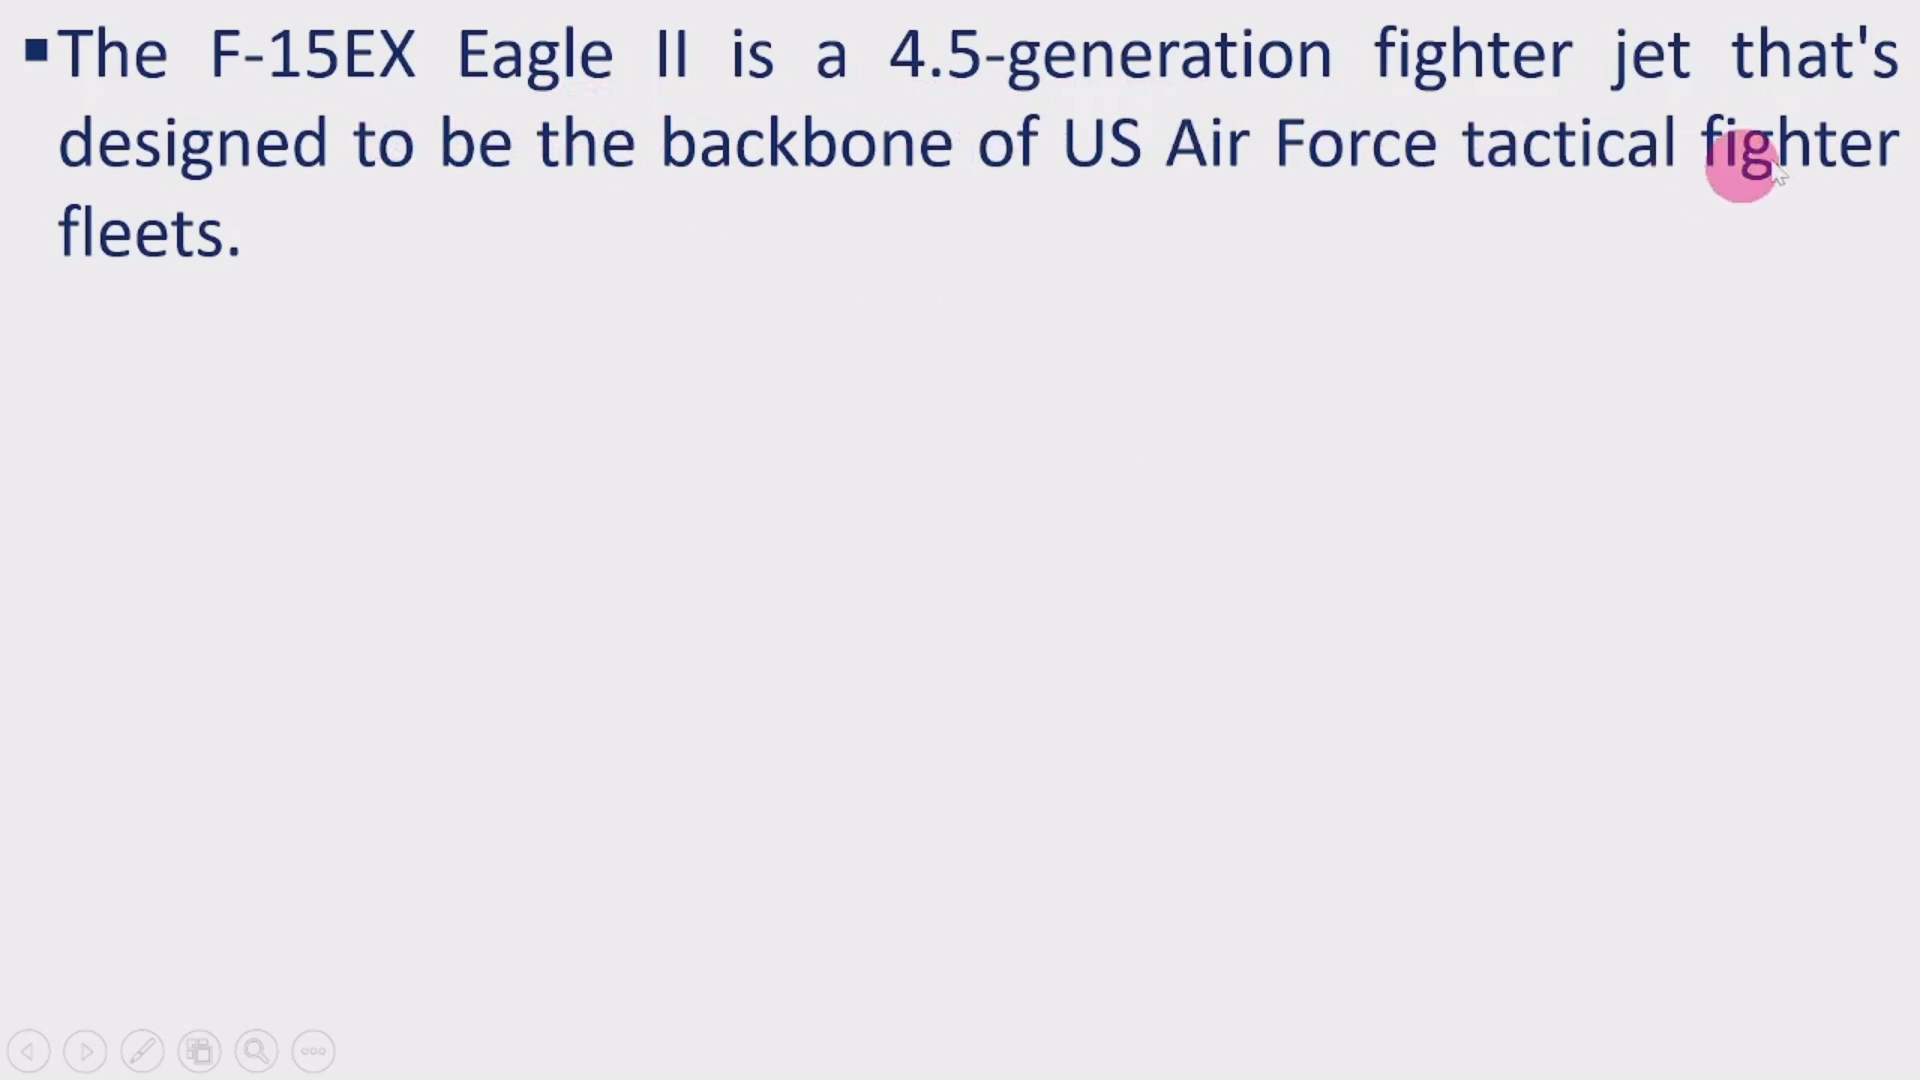 ▪The F-15EX Eagle II is a 4.5-generation fighter jet that's
designed to be the backbone of US Air Force tactical fighter
fleets.